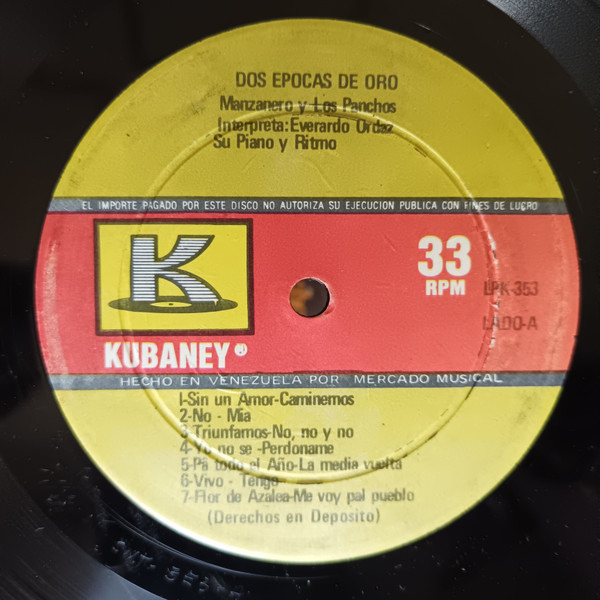 DOS EPOCAS DE ORO
Manzanero y Los Panchos
Interpreta: Everardo Ordaz
Su Piano y Ritmo
EL IMPORTE PAGADO POR ESTE DISCO NO AUTORIZA SU EJECUCION PUBLICA CON FINES DE LUCRO
K
33
RPM
LPK-353
LADO-A
KUBANEY®
HECHO EN VENEZUELA POR MERCADO MUSICAL
1-Sin un Amor-Caminemos
2-No - Mia
3-Triunfamos-No, no y no
4-Yo no se -Perdoname
5-Pa todo el Año-La media vuelta
6-Vivo - Tengo
7-Flor de Azalea-Me voy pal pueblo
(Derechos en Deposito)